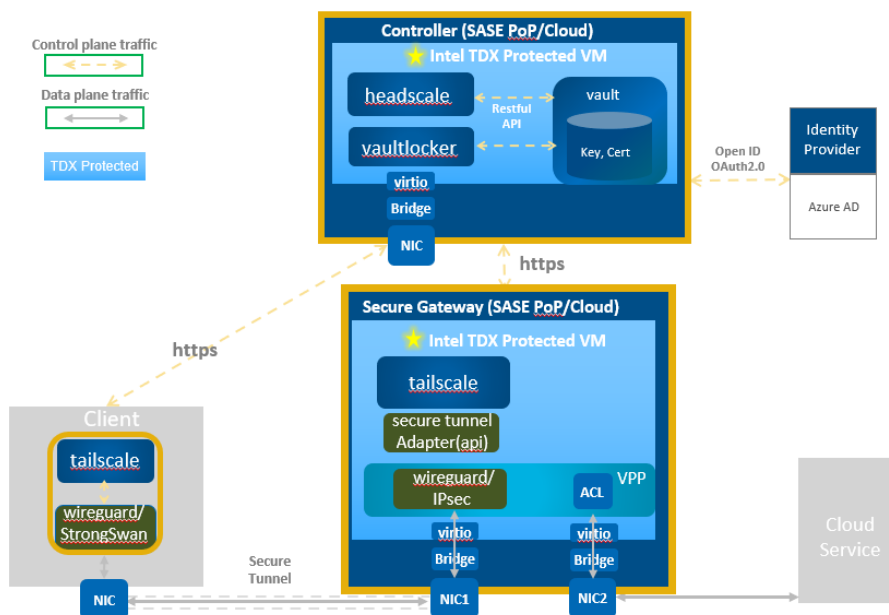 Control plane traffic
Data plane traffic
TDX Protected
Controller (SASE PoP/Cloud)
Intel TDX Protected VM
headscale
Restful
API
vault
vaultlocker
Key, Cert
virtio
Bridge
NIC
Open ID
OAuth2.0
Identity
Provider
Azure AD
https
https
Secure Gateway (SASE PoP/Cloud)
Intel TDX Protected VM
tailscale
secure tunnel
Adapter(api)
wireguard/
IPsec
ACL
VPP
virtio
virtio
Bridge
Bridge
NIC1
NIC2
Client
tailscale
wireguard/
StrongSwan
NIC
Secure
Tunnel
Cloud
Service